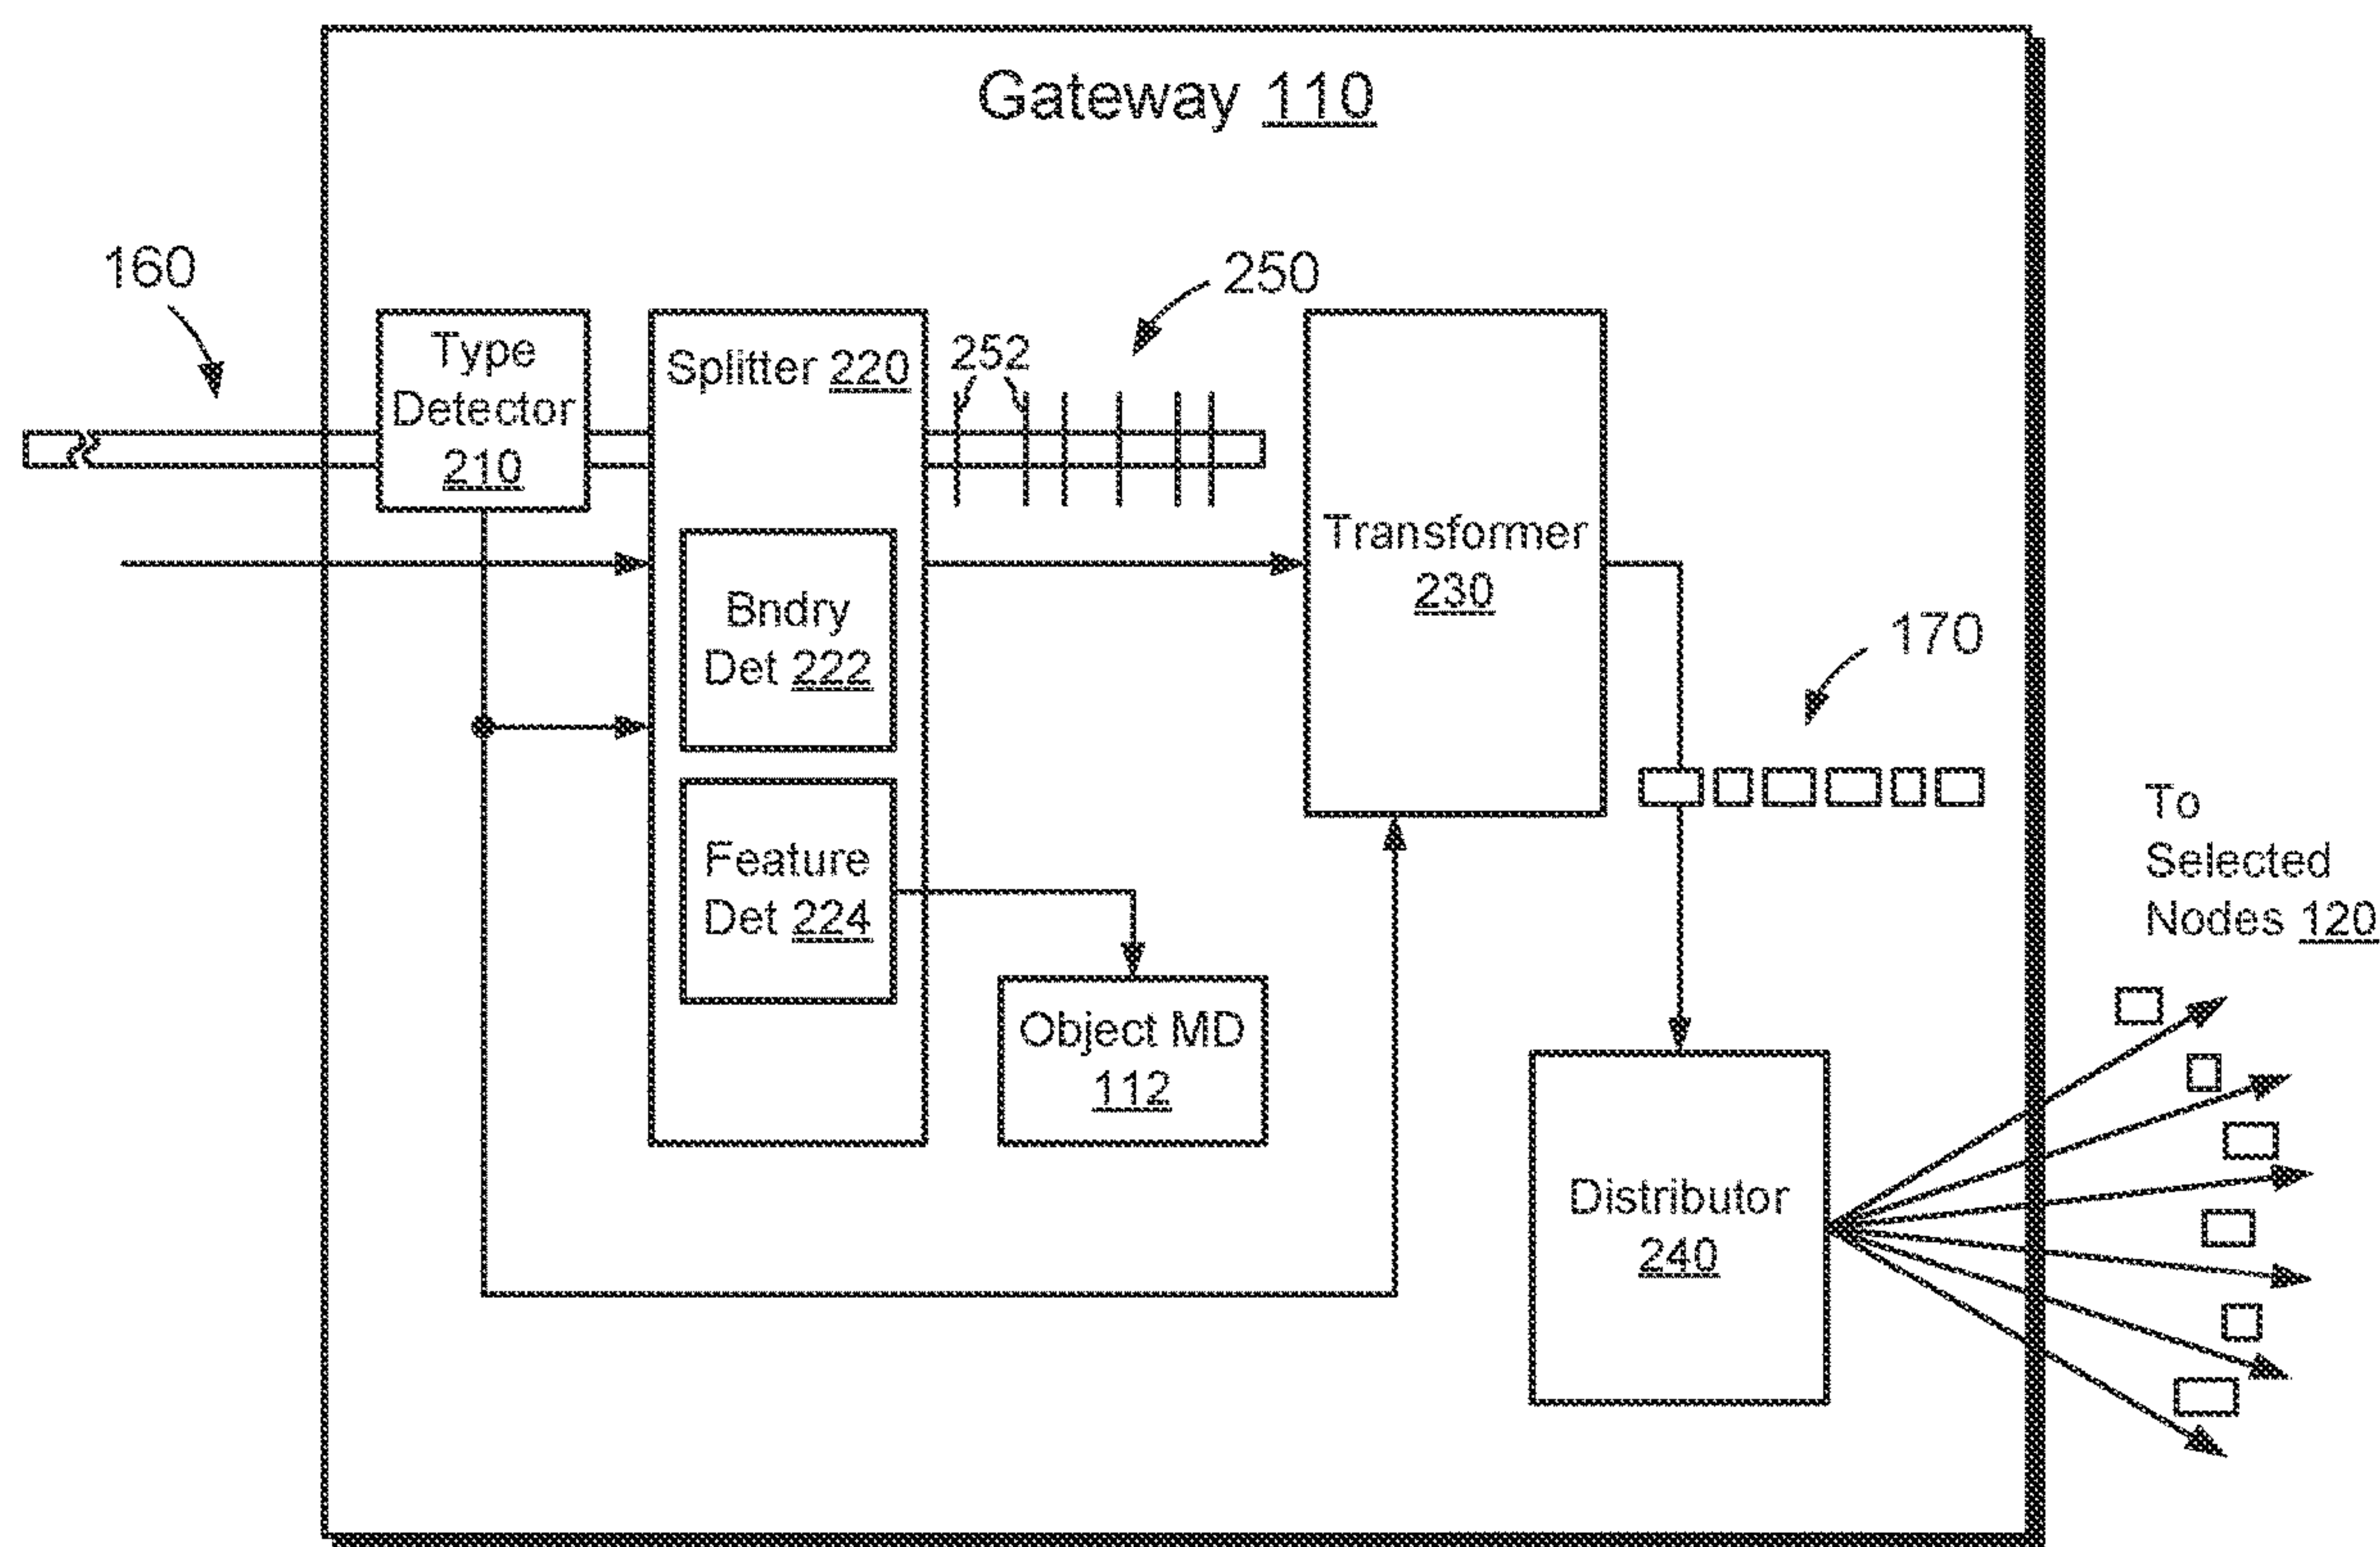 Gateway 110
160
250
Type
Detector
210
Splitter 220
252
Transformer
230
Bndry
Det 222
170
Feature
Det 224
Object MD
112
To
Selected
Nodes 120
Distributor
240